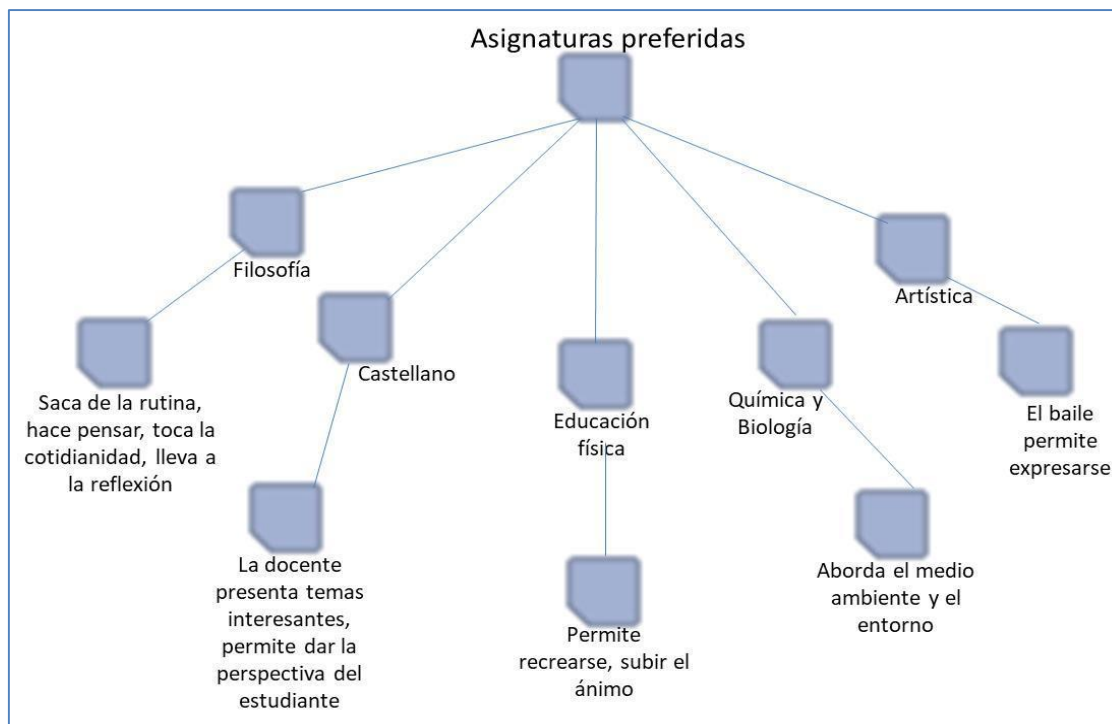 Asignaturas preferidas
Filosofía
Artística
Castellano
Educación
física
Química y
Biología
Saca de la rutina,
hace pensar, toca la
cotidianidad, lleva a
la reflexión
La docente
presenta temas
interesantes,
permite dar la
perspectiva del
estudiante
Permite
recrearse, subir el
ánimo
Aborda el medio
ambiente y el
entorno
El baile
permite
expresarse